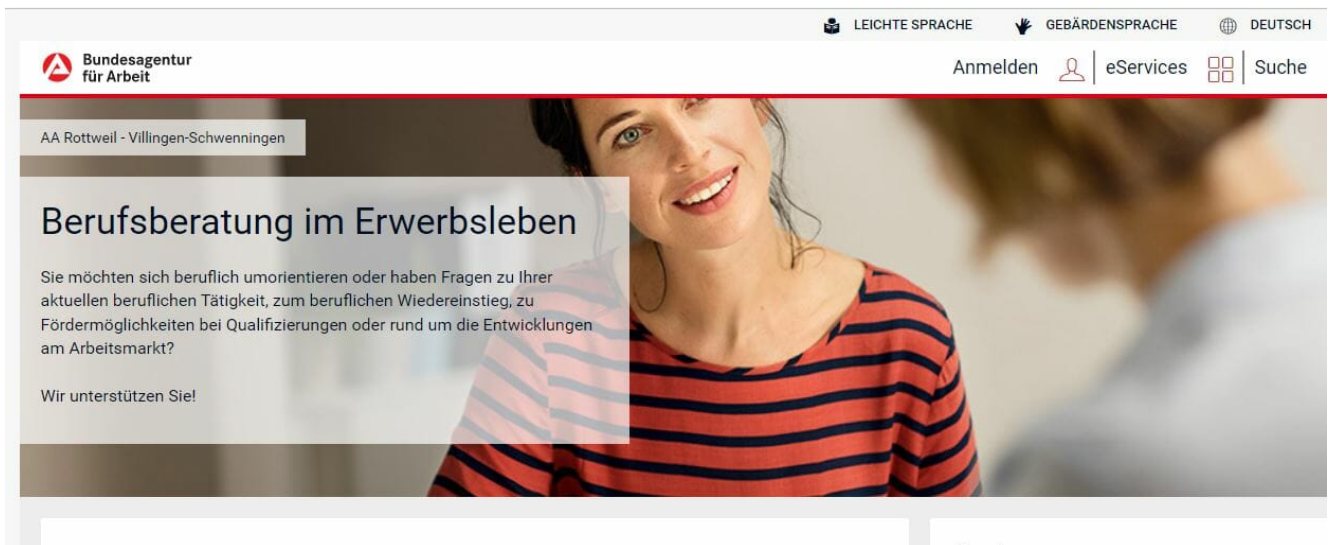 LEICHTE SPRACHE GEBÄRDENSPRACHE DEUTSCH
Bundesagentur
für Arbeit
Anmelden eServices Suche
AA Rottweil - Villingen-Schwenningen
Berufsberatung im Erwerbsleben
Sie möchten sich beruflich umorientieren oder haben Fragen zu Ihrer
aktuellen beruflichen Tätigkeit, zum beruflichen Wiedereinstieg, zu
Fördermöglichkeiten bei Qualifizierungen oder rund um die Entwicklungen
am Arbeitsmarkt?
Wir unterstützen Sie!